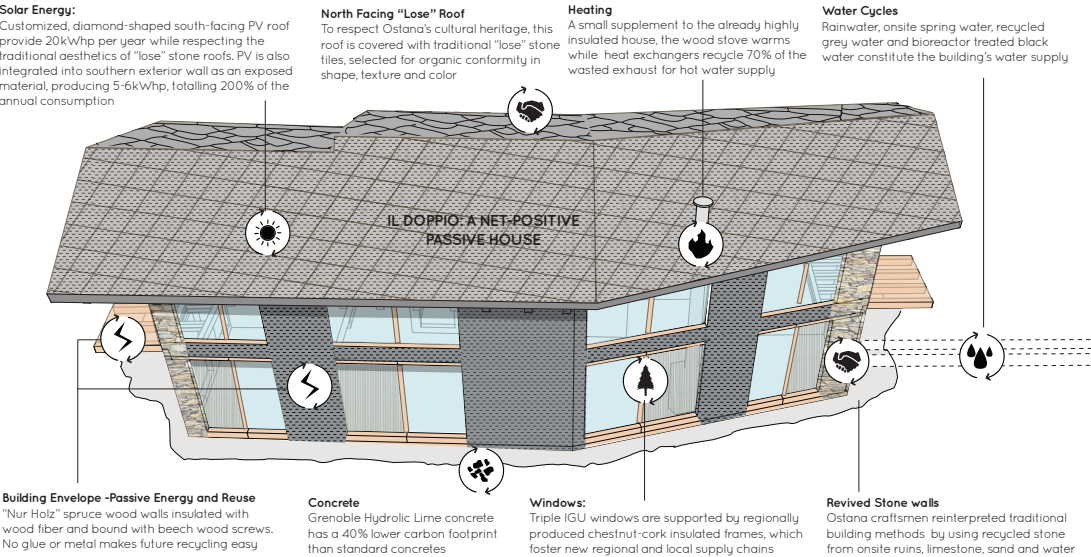 Solar Energy:
Customized, diamond-shaped south-facing PV roof
provide 20kWhp per year while respecting the
traditional aesthetics of “lose” stone roofs. PV is also
integrated into southern exterior wall as an exposed
material, producing 5-6kWhp, totalling 200% of the
annual consumption
North Facing “Lose” Roof
To respect Ostana’s cultural heritage, this
roof is covered with traditional “lose” stone
tiles, selected for organic conformity in
shape, texture and color
Heating
A small supplement to the already highly
insulated house, the wood stove warms
while heat exchangers recycle 70% of the
wasted exhaust for hot water supply
Water Cycles
Rainwater, onsite spring water, recycled
grey water and bioreactor treated black
water constitute the building’s water supply
IL DOPPIO: A NET-POSITIVE
PASSIVE HOUSE
Building Envelope -Passive Energy and Reuse
“Nur Holz” spruce wood walls insulated with
wood fiber and bound with beech wood screws.
No glue or metal makes future recycling easy
Concrete
Grenoble Hydrolic Lime concrete
has a 40% lower carbon footprint
than standard concretes
Windows:
Triple IGU windows are supported by regionally
produced chestnut-cork insulated frames, which
foster new regional and local supply chains
Revived Stone walls
Ostana craftsmen reinterpreted traditional
building methods by using recycled stone
from onsite ruins, limestone, sand and water